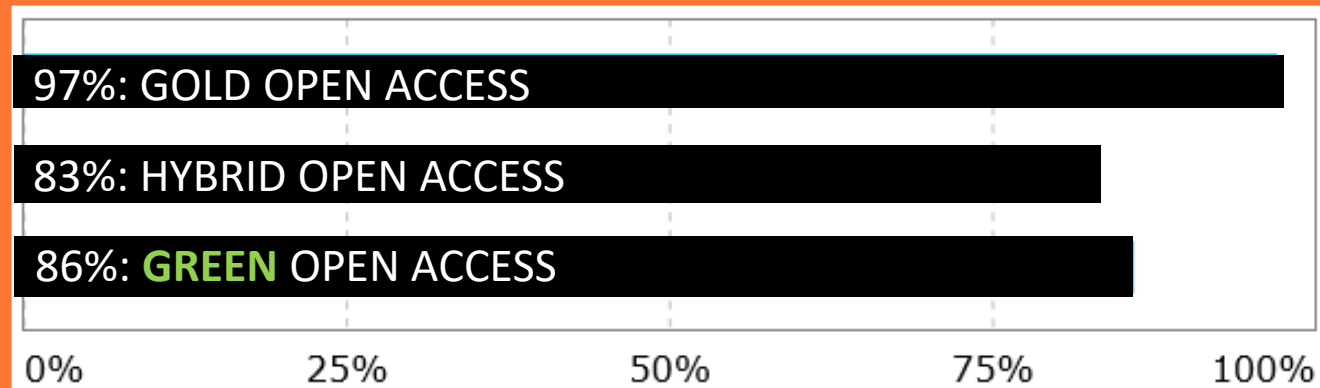 97%: GOLD OPEN ACCESS
83%: HYBRID OPEN ACCESS
86%: GREEN OPEN ACCESS
0% 25% 50% 75% 100%